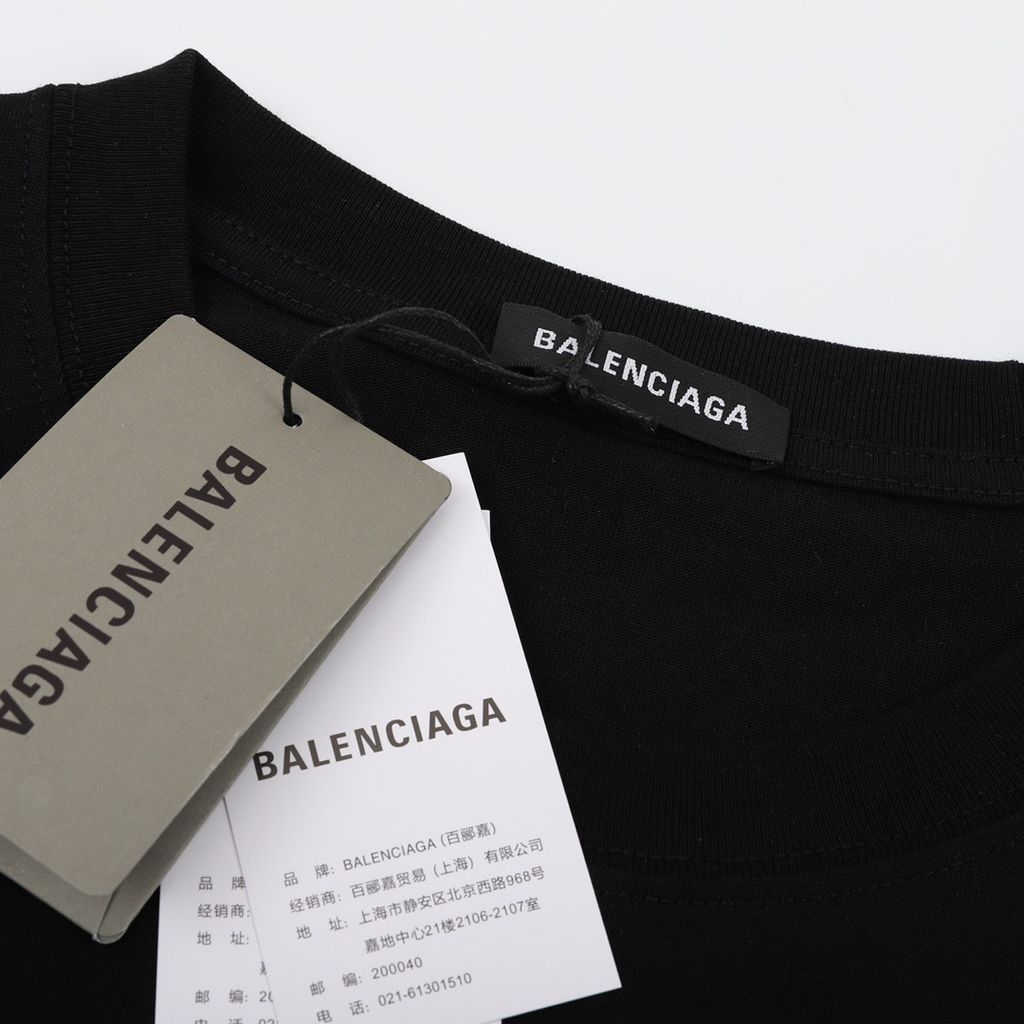 BALENCIAGA
BALENCIAGA
BALENCIAGA
品 牌: BALENCIAGA (百郦嘉)
经销商: 百郦嘉贸易 (上海) 有限公司
地 址: 上海市静安区北京西路968号
嘉地中心21楼2106-2107室
邮 编: 200040
电 话: 021-61301510
品 牌
经销商:
地 址:
邮 编: 20